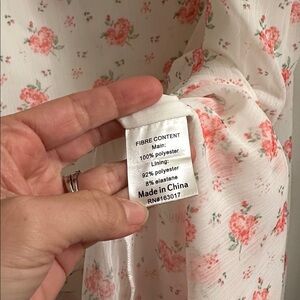 FIBRE CONTENT
Main:
100% polyester
Lining:
92% polyester
8% elastane
Made in China
RN#163017